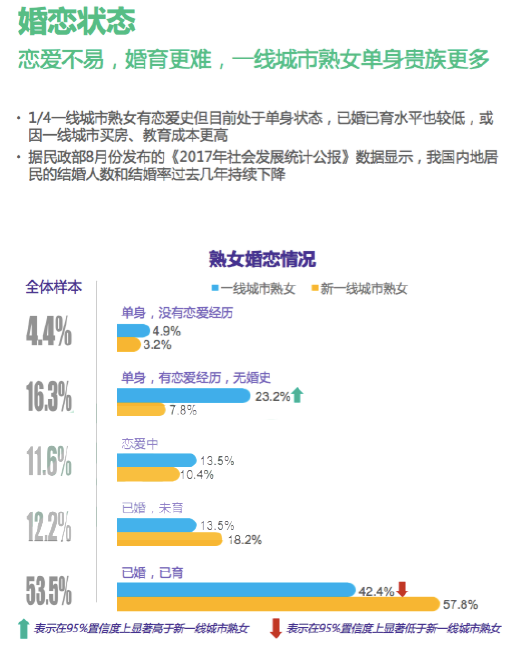 婚恋状态
恋爱不易，婚育更难，一线城市熟女单身贵族更多
· 1/4一线城市熟女有恋爱史但目前处于单身状态，已婚已育水平也较低，或
因一线城市买房、教育成本更高
· 据民政部8月份发布的《2017年社会发展统计公报》数据显示，我国内地居
民的结婚人数和结婚率过去几年持续下降
熟女婚恋情况
全体样本
一线城市熟女 新一线城市熟女
单身，没有恋爱经历
4.4%
4.9%
3.2%
单身，有恋爱经历，无婚史
16.3%
23.2%
7.8%
恋爱中
11.6%
13.5%
10.4%
已婚，未育
12.2%
13.5%
18.2%
已婚，已育
53.5%
42.4%
57.8%
表示在95%置信度上显著高于新一线城市熟女 表示在95%置信度上显著低于新一线城市熟女